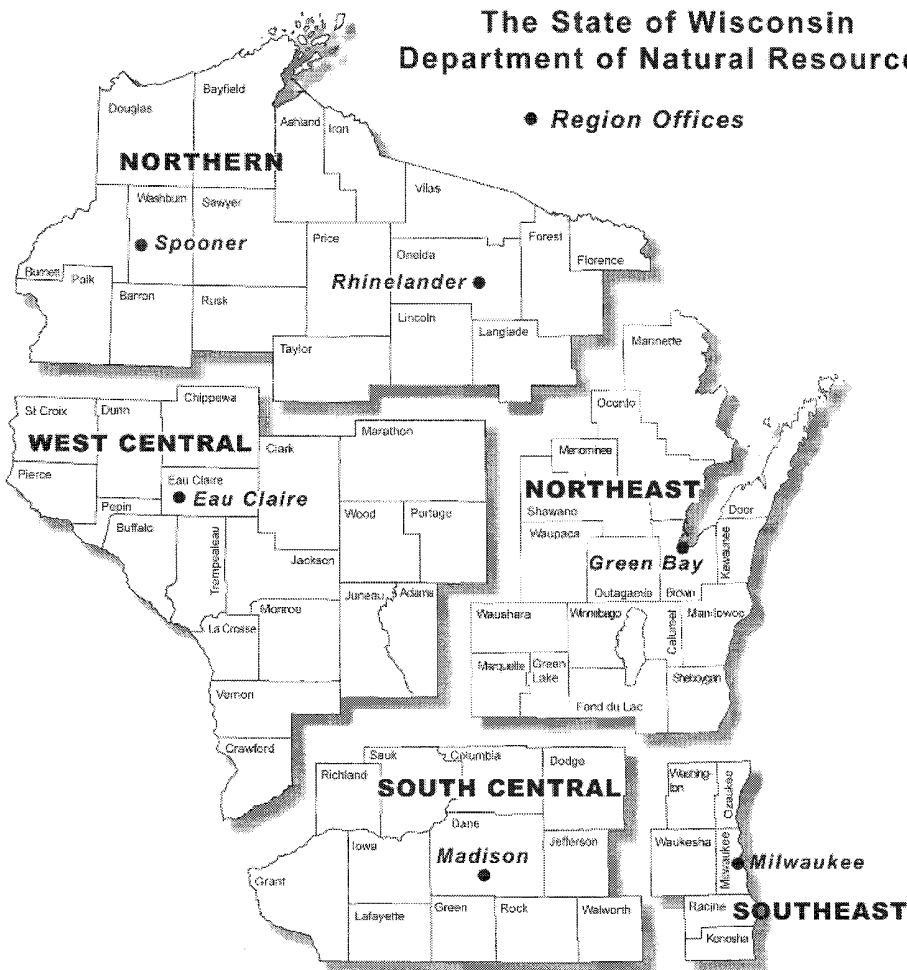 The State of Wisconsin
Department of Natural Resourc
Region Offices
Douglas
Bayfield
Ashland
Iron
NORTHERN
Vilas
Washburn
Sawyer
Price
Oneida
Forest
Florence
Spooner
Rhinelander
Burnett
Polk
Barron
Rusk
Lincoln
Langlade
Taylor
Marinette
St Croix
Dunn
Chippewa
Oconto
WEST CENTRAL
Clark
Marathon
Menominee
Pierce
Eau Claire
Eau Claire
NORTHEAST
Pepin
Buffalo
Wood
Portage
Shawano
Waupaca
Door
Trempealeau
Jackson
Green Bay
Kewaunee
Juneau
Adams
Outagamie
Brown
Monroe
La Crosse
Waushara
Winnebago
Calumet
Manitowoc
Marquette
Green
Lake
Sheboygan
Vernon
Fond du Lac
Crawford
Sauk
Columbia
Dodge
Richland
SOUTH CENTRAL
Washing-
ton
Ozaukee
Dane
Iowa
Jefferson
Waukesha
Milwaukee
Milwaukee
Madison
Grant
Lafayette
Green
Rock
Walworth
Racine
SOUTHEAST
Kenosha